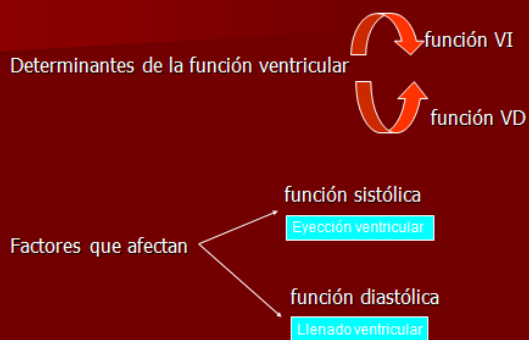 función VI
Determinantes de la función ventricular
función VD
función sistólica
Eyección ventricular
Factores que afectan
función diastólica
Llenado ventricular